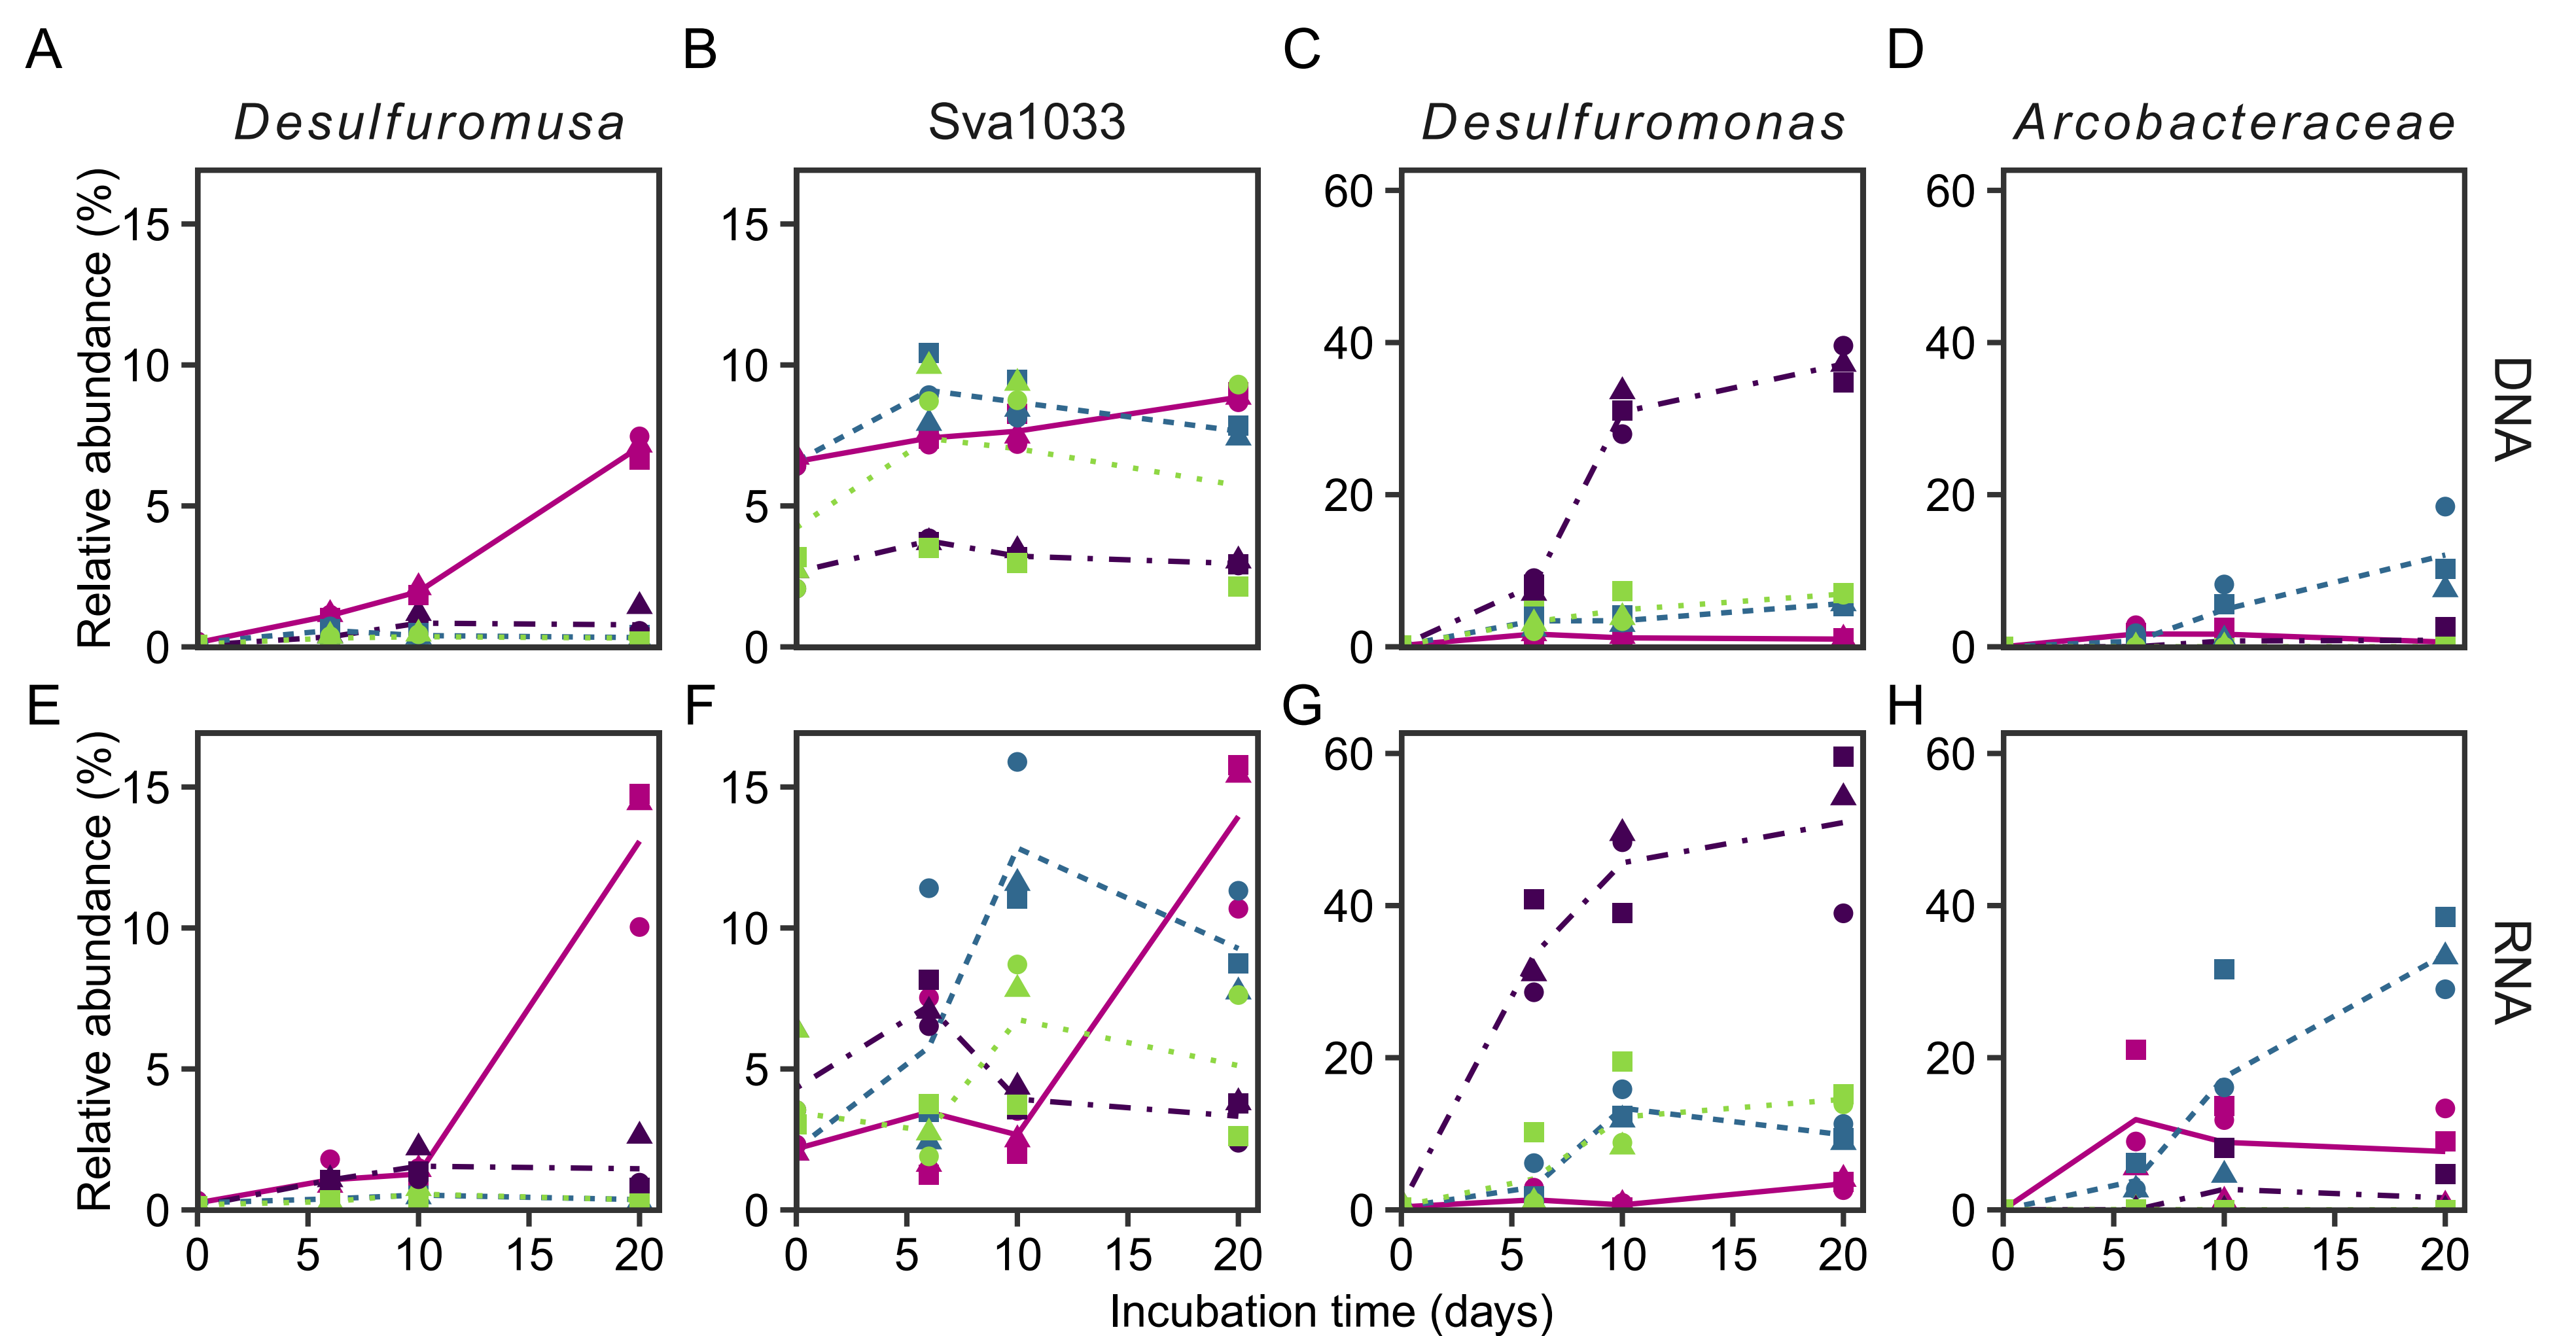 A B C D
Desulfuromusa Sva1033 Desulfuromonas Arcobacteraceae
Relative abundance (%)
15 15 60 60
10 10 40 40
5 5 20 20
0 0 0 0
DNA
E F G H
Relative abundance (%)
15 15 60 60
10 10 40 40
5 5 20 20
0 0 0 0
RNA
0 5 10 15 20 0 5 10 15 20 0 5 10 15 20 0 5 10 15 20
Incubation time (days)